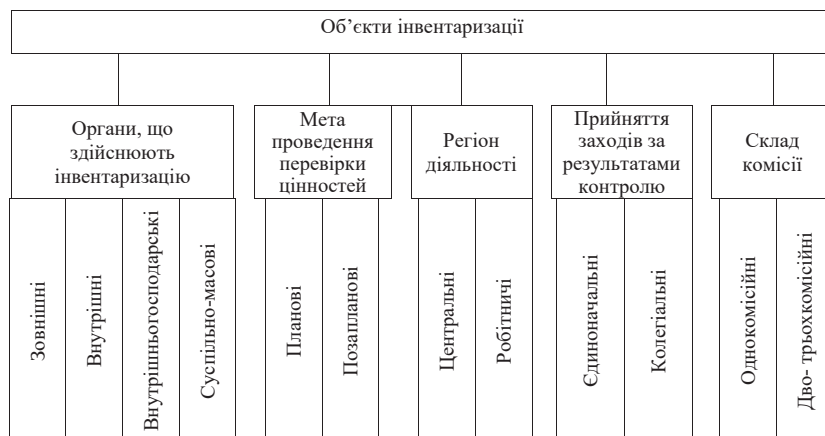 Об’єкти інвентаризації
Органи, що
здійснюють
інвентаризацію
Мета
проведення
перевірки
цінностей
Регіон
діяльності
Прийняття
заходів за
результатами
контролю
Склад
комісії
Зовнішні
Внутрішні
Внутрішньогосподарські
Суспільно-масові
Планові
Позапланові
Центральні
Робітничі
Єдиноначальні
Колегіальні
Однокомісійні
Дво- трьохкомісійні